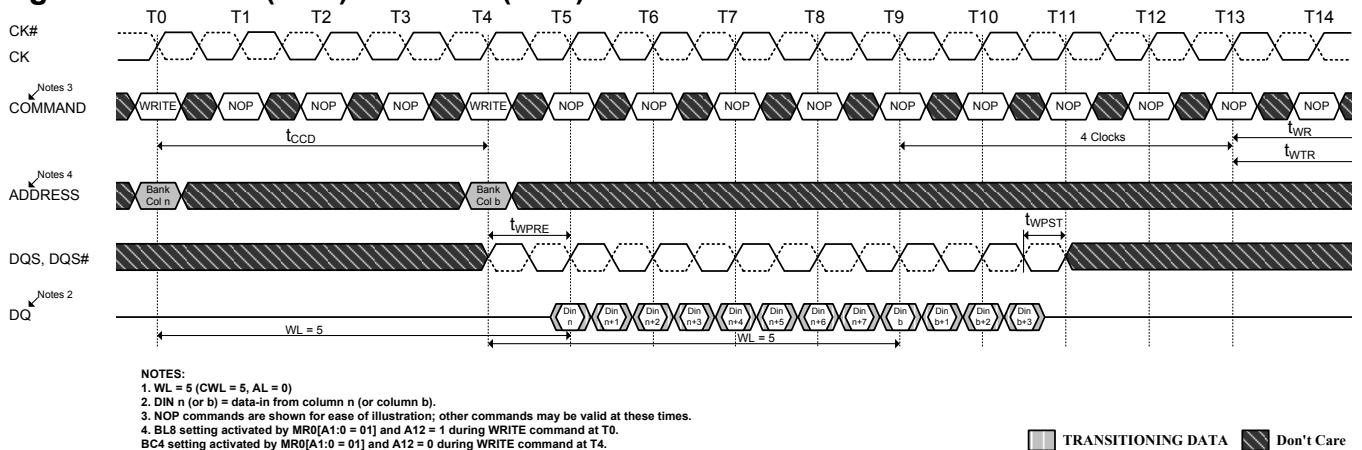 T0 T1 T2 T3 T4 T5 T6 T7 T8 T9 T10 T11 T12 T13 T14
CK#
CK
Notes 3
COMMAND
WRITE NOP NOP NOP WRITE NOP NOP NOP NOP NOP NOP NOP NOP NOP NOP
tCCD
4 Clocks
tWR
tWTR
Notes 4
ADDRESS
Bank Col n
Bank Col b
tWPRE
tWPST
DQS, DQS#
Notes 2
DQ
Din n Din n+1 Din n+2 Din n+3 Din n+4 Din n+5 Din n+6 Din n+7 Din b Din b+1 Din b+2 Din b+3
WL = 5
WL = 5
NOTES:
1. WL = 5 (CWL = 5, AL = 0)
2. DIN n (or b) = data-in from column n (or column b).
3. NOP commands are shown for ease of illustration; other commands may be valid at these times.
4. BL8 setting activated by MR0[A1:0 = 01] and A12 = 1 during WRITE command at T0.
BC4 setting activated by MR0[A1:0 = 01] and A12 = 0 during WRITE command at T4.
TRANSITIONING DATA
Don't Care